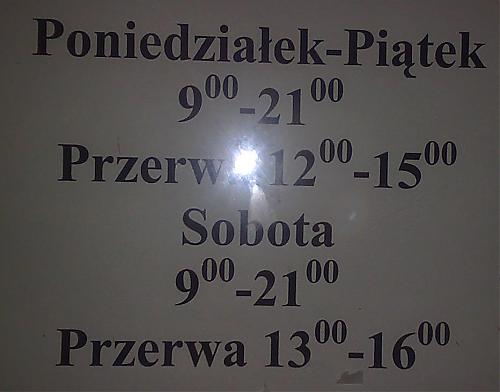 Poniedziałek-Piątek
9⁰⁰-21⁰⁰
Przerwa 12⁰⁰-15⁰⁰
Sobota
9⁰⁰-21⁰⁰
Przerwa 13⁰⁰-16⁰⁰